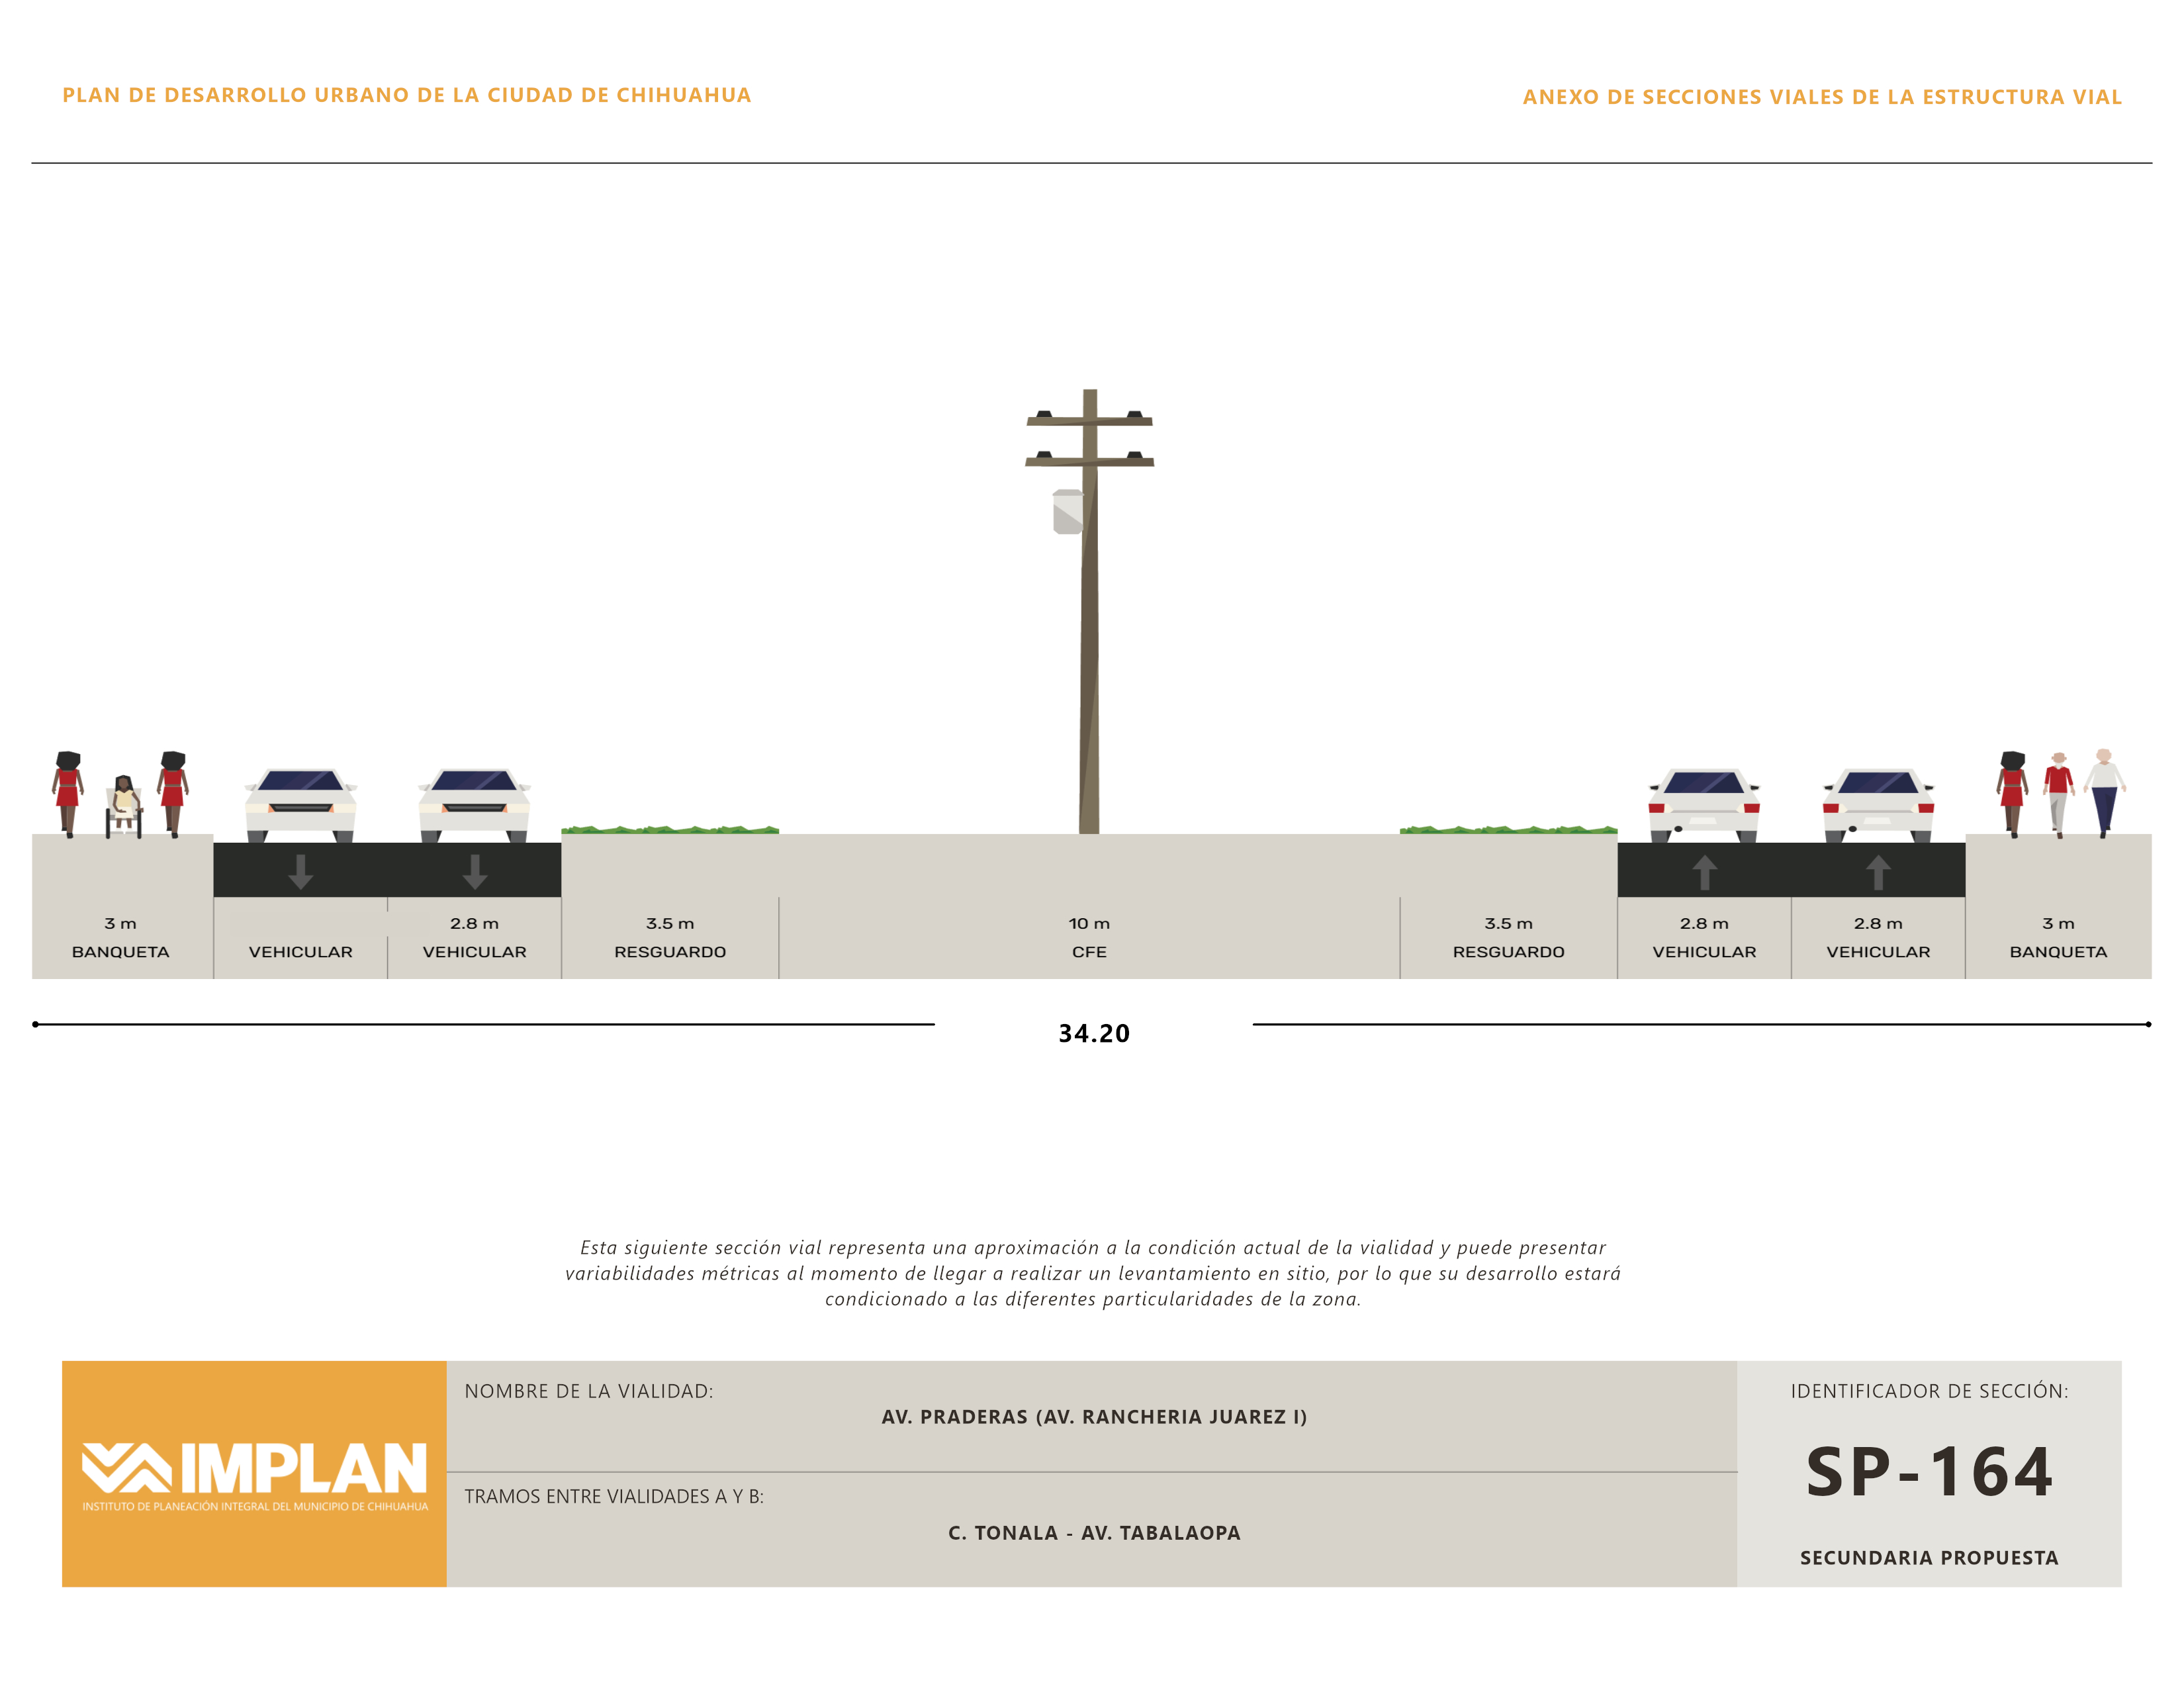 PLAN DE DESARROLLO URBANO DE LA CIUDAD DE CHIHUAHUA
ANEXO DE SECCIONES VIALES DE LA ESTRUCTURA VIAL
3 m
BANQUETA
VEHICULAR
2.8 m
VEHICULAR
3.5 m
RESGUARDO
10 m
CFE
3.5 m
RESGUARDO
2.8 m
VEHICULAR
2.8 m
VEHICULAR
3 m
BANQUETA
34.20
Esta siguiente sección vial representa una aproximación a la condición actual de la vialidad y puede presentar
variabilidades métricas al momento de llegar a realizar un levantamiento en sitio, por lo que su desarrollo estará
condicionado a las diferentes particularidades de la zona.
IMPLAN
INSTITUTO DE PLANEACIÓN INTEGRAL DEL MUNICIPIO DE CHIHUAHUA
NOMBRE DE LA VIALIDAD:
AV. PRADERAS (AV. RANCHERIA JUAREZ I)
TRAMOS ENTRE VIALIDADES A Y B:
C. TONALA - AV. TABALAOPA
IDENTIFICADOR DE SECCIÓN:
SP-164
SECUNDARIA PROPUESTA